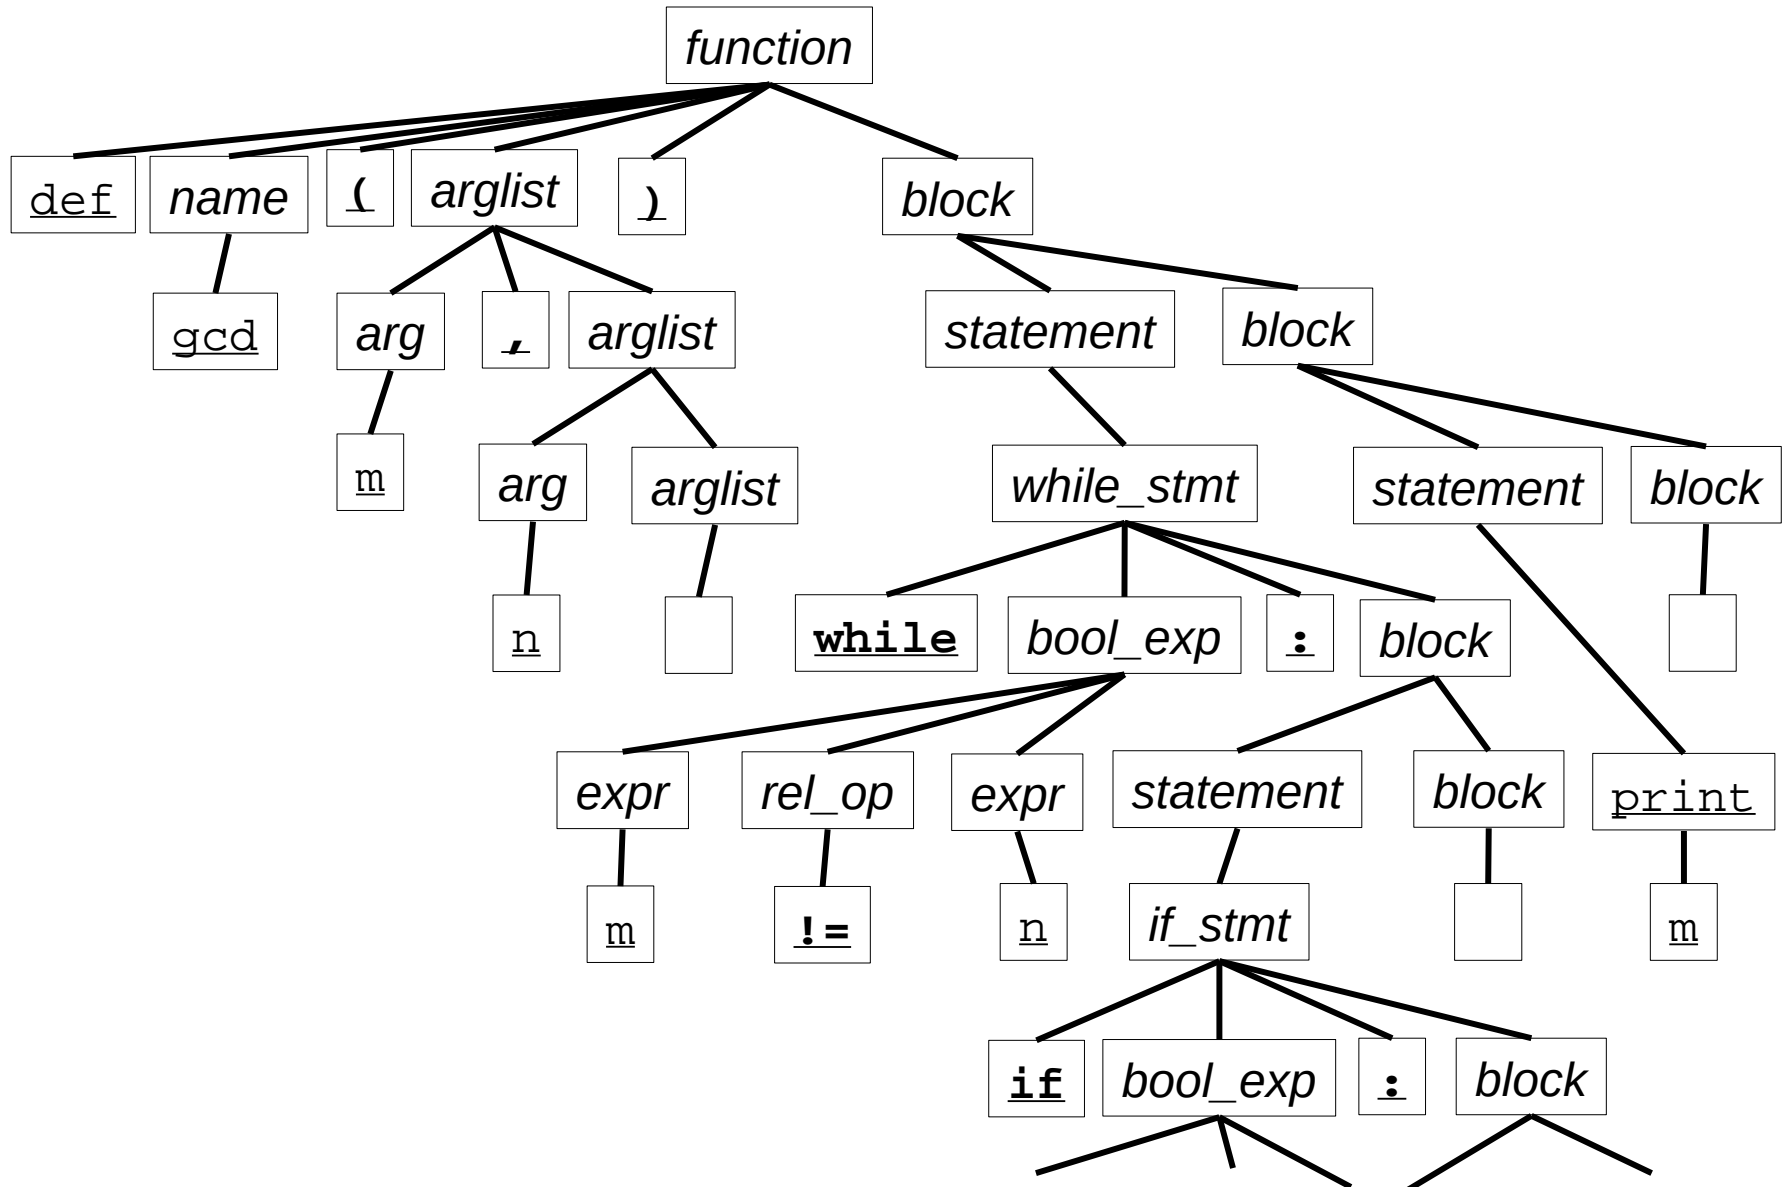 function
def name ( arglist ) block
gcd arg , arglist statement block
m arg arglist while_stmt statement block
n while bool_exp : block
expr rel_op expr statement block print
m != n if_stmt m
if bool_exp : block